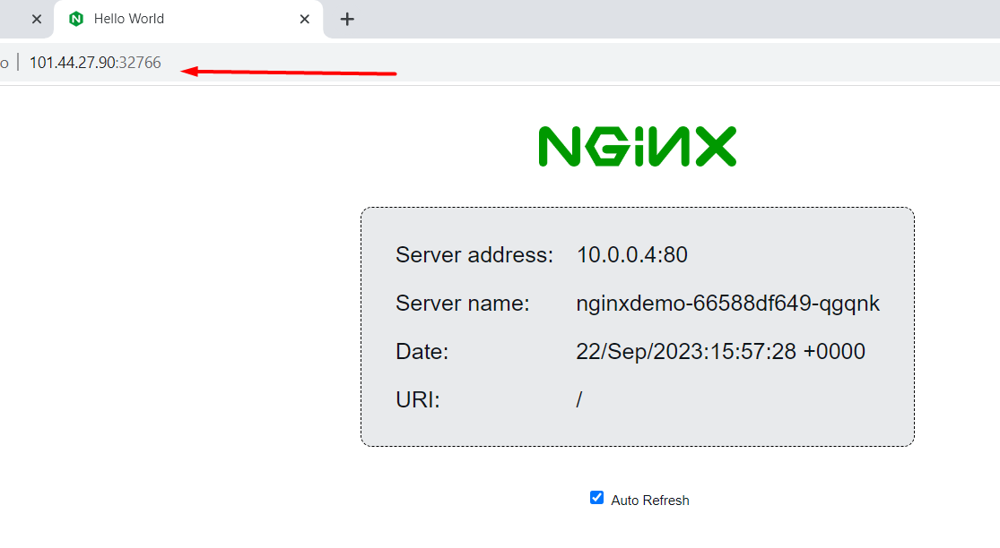 Hello World
o
101.44.27.90:32766
NGINX
Server address: 10.0.0.4:80
Server name: nginxdemo-66588df649-qgqnk
Date: 22/Sep/2023:15:57:28 +0000
URI: /
Auto Refresh